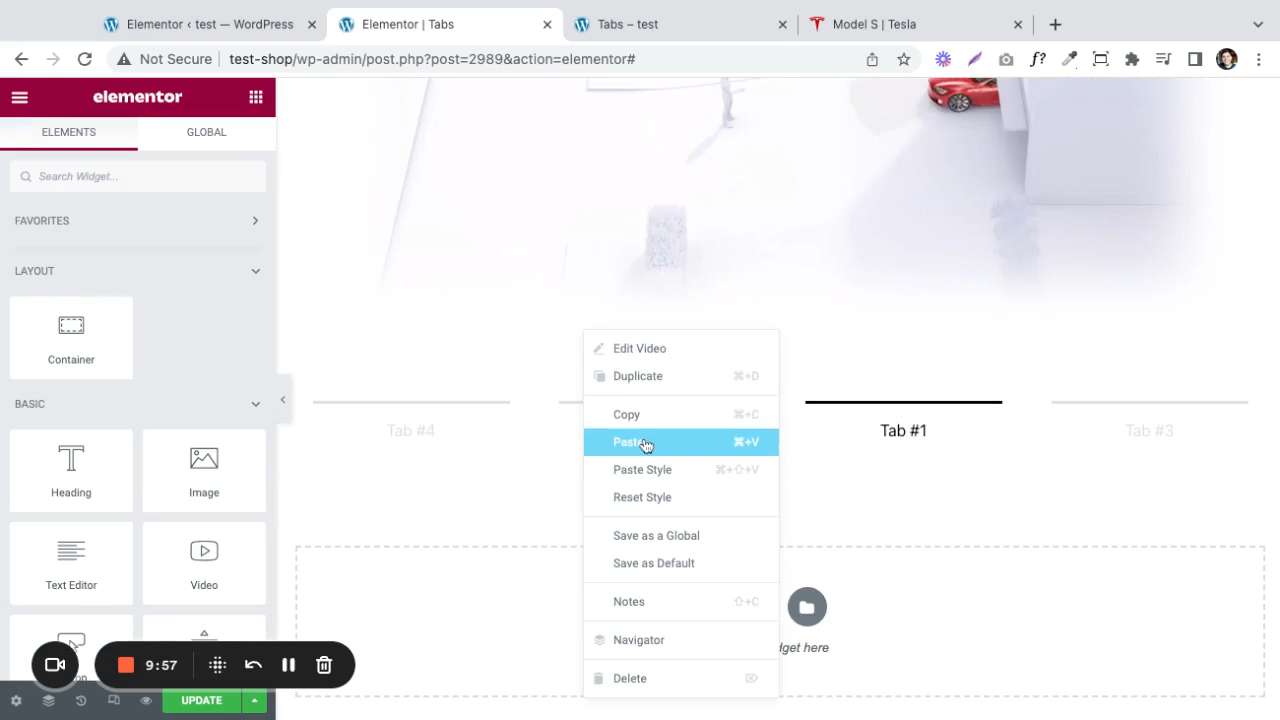 Elementor ‹ test — WordPress
Elementor | Tabs
Tabs – test
Model S | Tesla
Not Secure
test-shop/wp-admin/post.php?post=2989&action=elementor#
f?
elementor
ELEMENTS
GLOBAL
Search Widget...
FAVORITES
LAYOUT
Container
BASIC
Heading
Image
Text Editor
Video
9:57
UPDATE
Edit Video
Duplicate ⌘+D
Copy ⌘+C
Paste ⌘+V
Paste Style ⌘+⇧+V
Reset Style
Save as a Global
Save as Default
Notes ⇧+C
Navigator
Delete ⌦
Tab #4
Tab #1
Tab #3
dget here